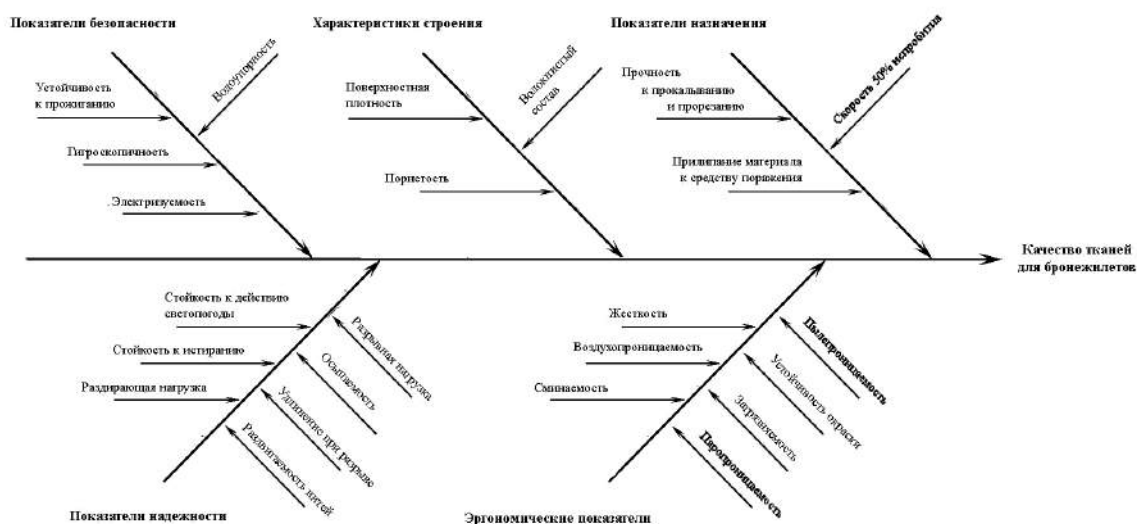 Показатели безопасности
Характеристики строения
Показатели назначения
Устойчивость
к прожиганию
Водоупорность
Гигроскопичность
Электризуемость
Поверхностная
плотность
Волокнистый
состав
Пористость
Прочность
к прокалыванию
и прорезанию
Скорость 50% непробития
Прилипание материала
к средству поражения
Качество тканей
для бронежилетов
Стойкость к действию
светопогоды
Стойкость к истиранию
Раздирающая нагрузка
Разрывная нагрузка
Осыпаемость
Удлинение при разрыве
Раздвигаемость нитей
Показатели надежности
Жесткость
Воздухопроницаемость
Сминаемость
Пылепроницаемость
Устойчивость окраски
Загрязняемость
Паропроницаемость
Эргономические показатели